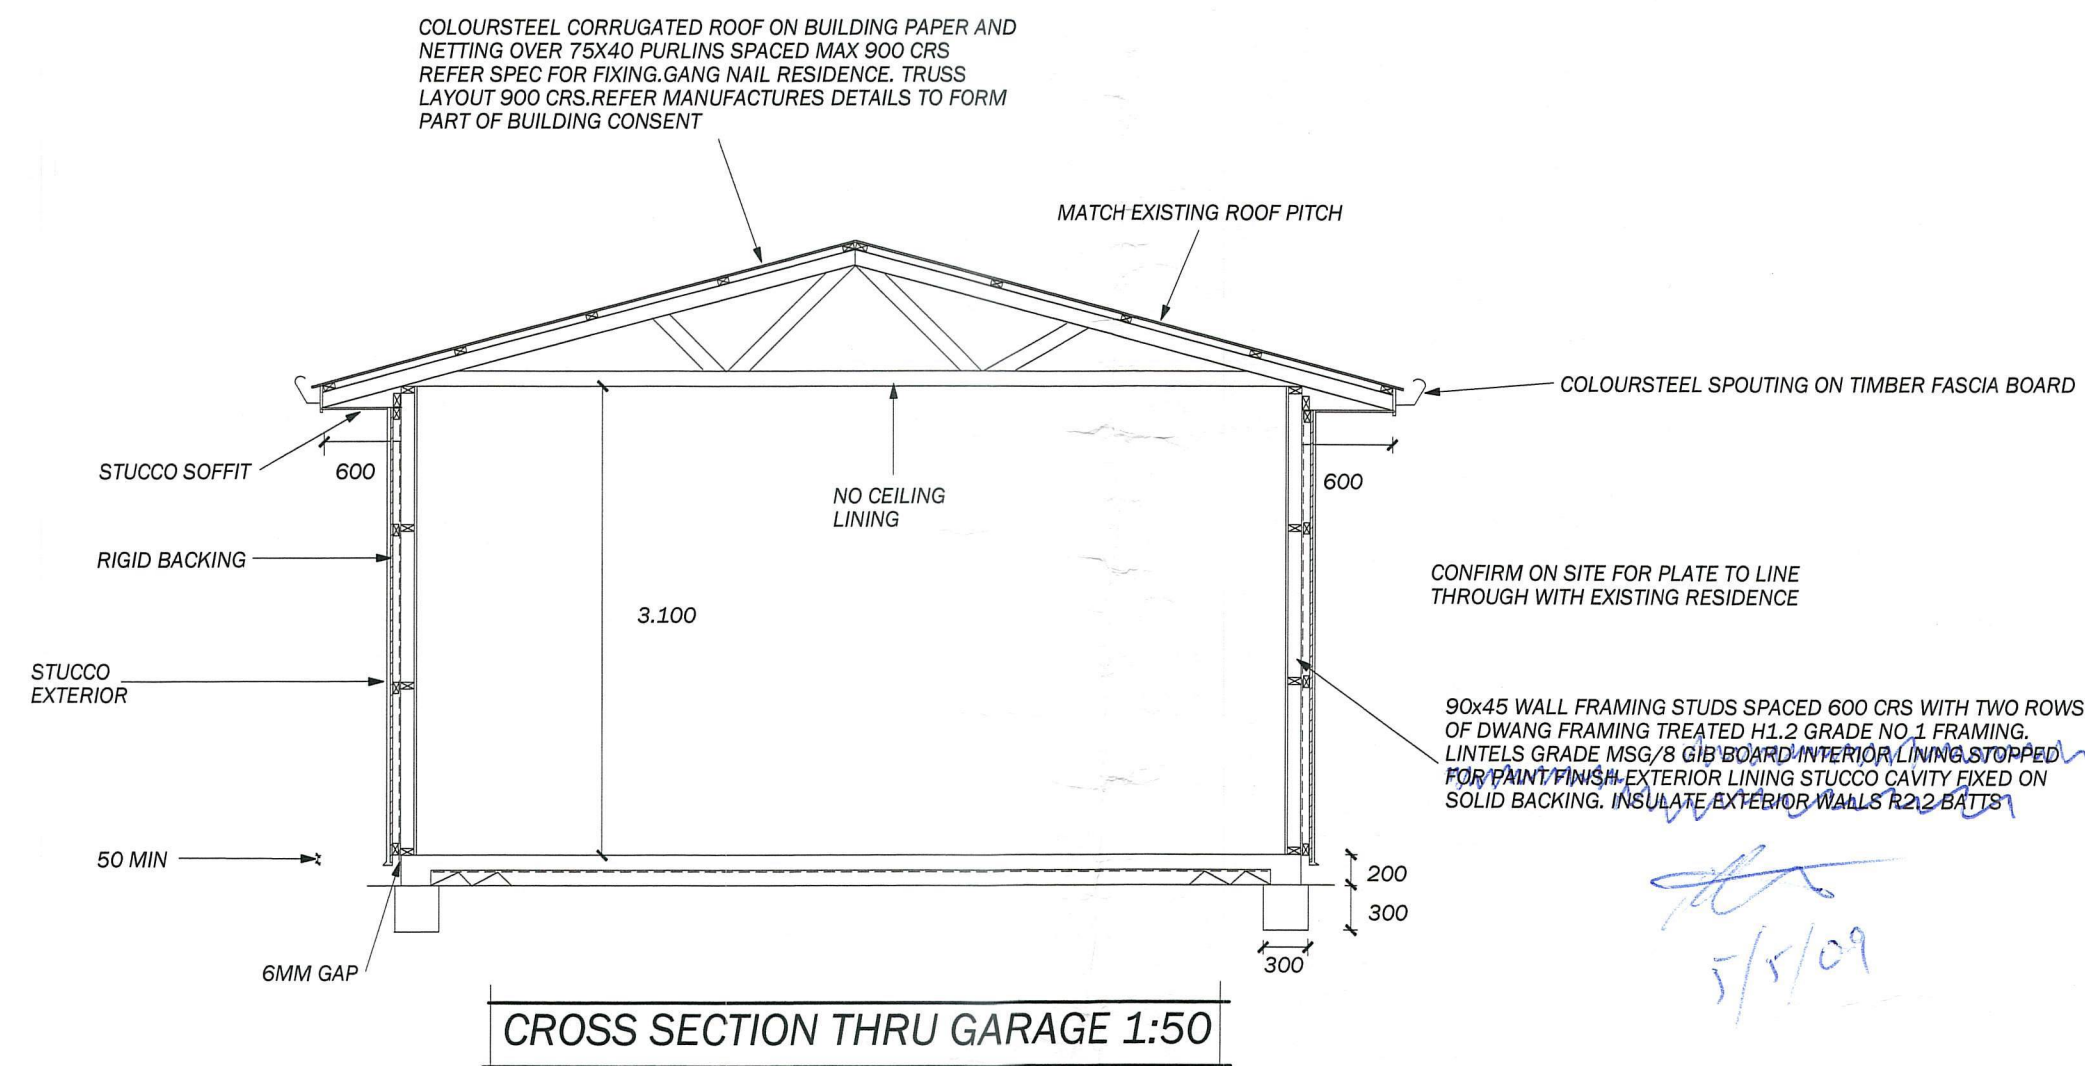 COLOURSTEEL CORRUGATED ROOF ON BUILDING PAPER AND
NETTING OVER 75X40 PURLINS SPACED MAX 900 CRS
REFER SPEC FOR FIXING.GANG NAIL RESIDENCE. TRUSS
LAYOUT 900 CRS.REFER MANUFACTURES DETAILS TO FORM
PART OF BUILDING CONSENT
MATCH EXISTING ROOF PITCH
COLOURSTEEL SPOUTING ON TIMBER FASCIA BOARD
STUCCO SOFFIT
600
NO CEILING
LINING
600
RIGID BACKING
CONFIRM ON SITE FOR PLATE TO LINE
THROUGH WITH EXISTING RESIDENCE
3.100
STUCCO
EXTERIOR
90x45 WALL FRAMING STUDS SPACED 600 CRS WITH TWO ROWS
OF DWANG FRAMING TREATED H1.2 GRADE NO 1 FRAMING.
LINTELS GRADE MSG/8 GIB BOARD INTERIOR LINING STOPPED
FOR PAINT FINISH EXTERIOR LINING STUCCO CAVITY FIXED ON
SOLID BACKING. INSULATE EXTERIOR WALLS R2.2 BATTS
50 MIN
200
300
300
6MM GAP
5/5/09
CROSS SECTION THRU GARAGE 1:50